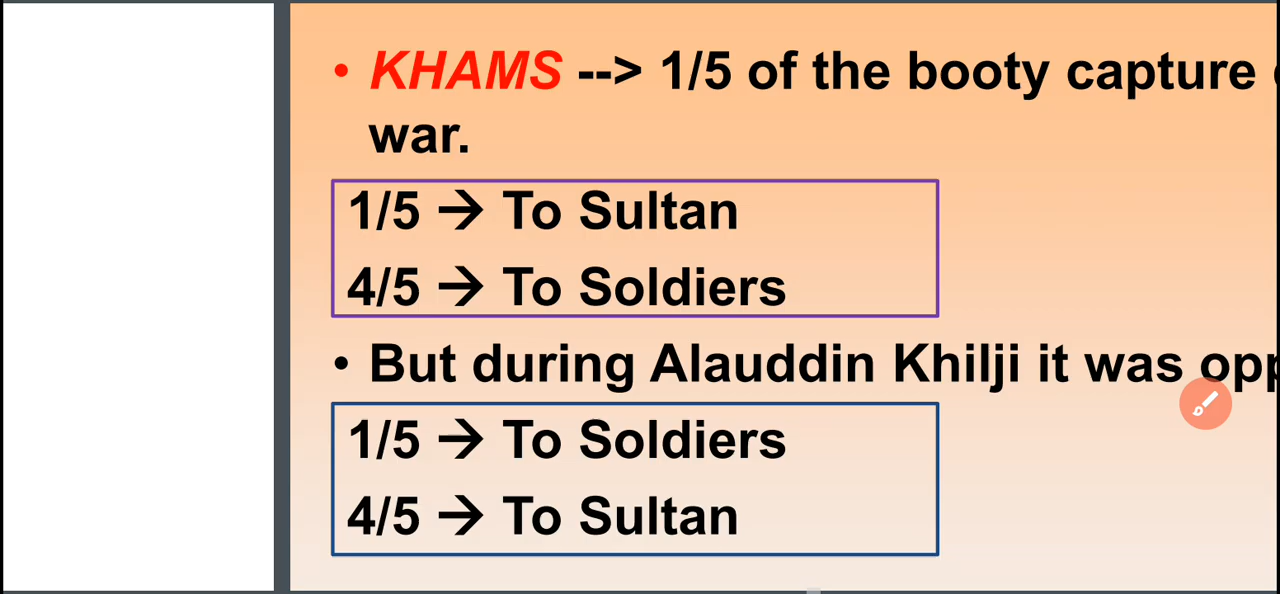 • KHAMS --> 1/5 of the booty capture
war.
1/5 → To Sultan
4/5 → To Soldiers
• But during Alauddin Khilji it was
1/5 → To Soldiers
4/5 → To Sultan